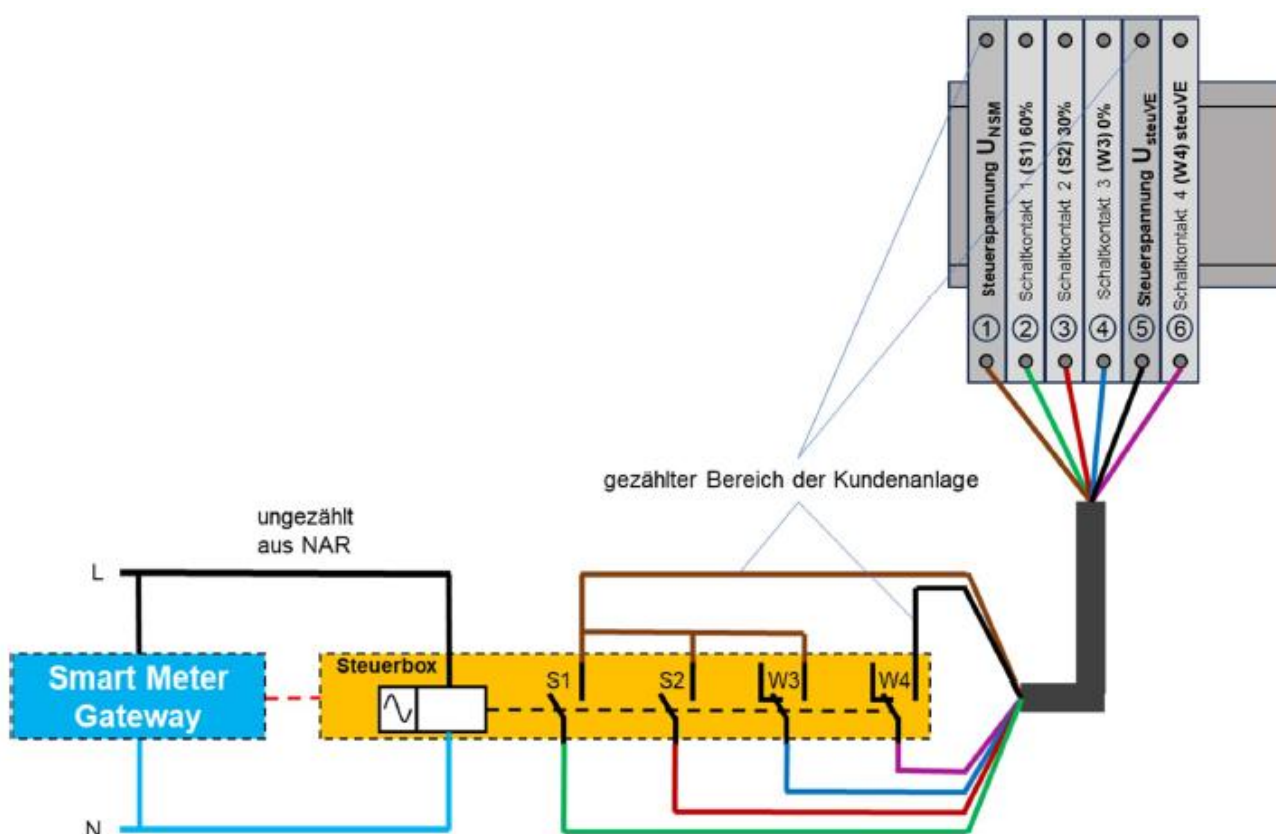 Steuerspannung UNSM
Schaltkontakt 1 (S1) 60%
Schaltkontakt 2 (S2) 30%
Schaltkontakt 3 (W3) 0%
Steuerspannung UsteuVE
Schaltkontakt 4 (W4) steuVE
1 2 3 4 5 6
gezählter Bereich der Kundenanlage
ungezählt
aus NAR
L
Steuerbox
Smart Meter
Gateway
S1 S2 W3 W4
N